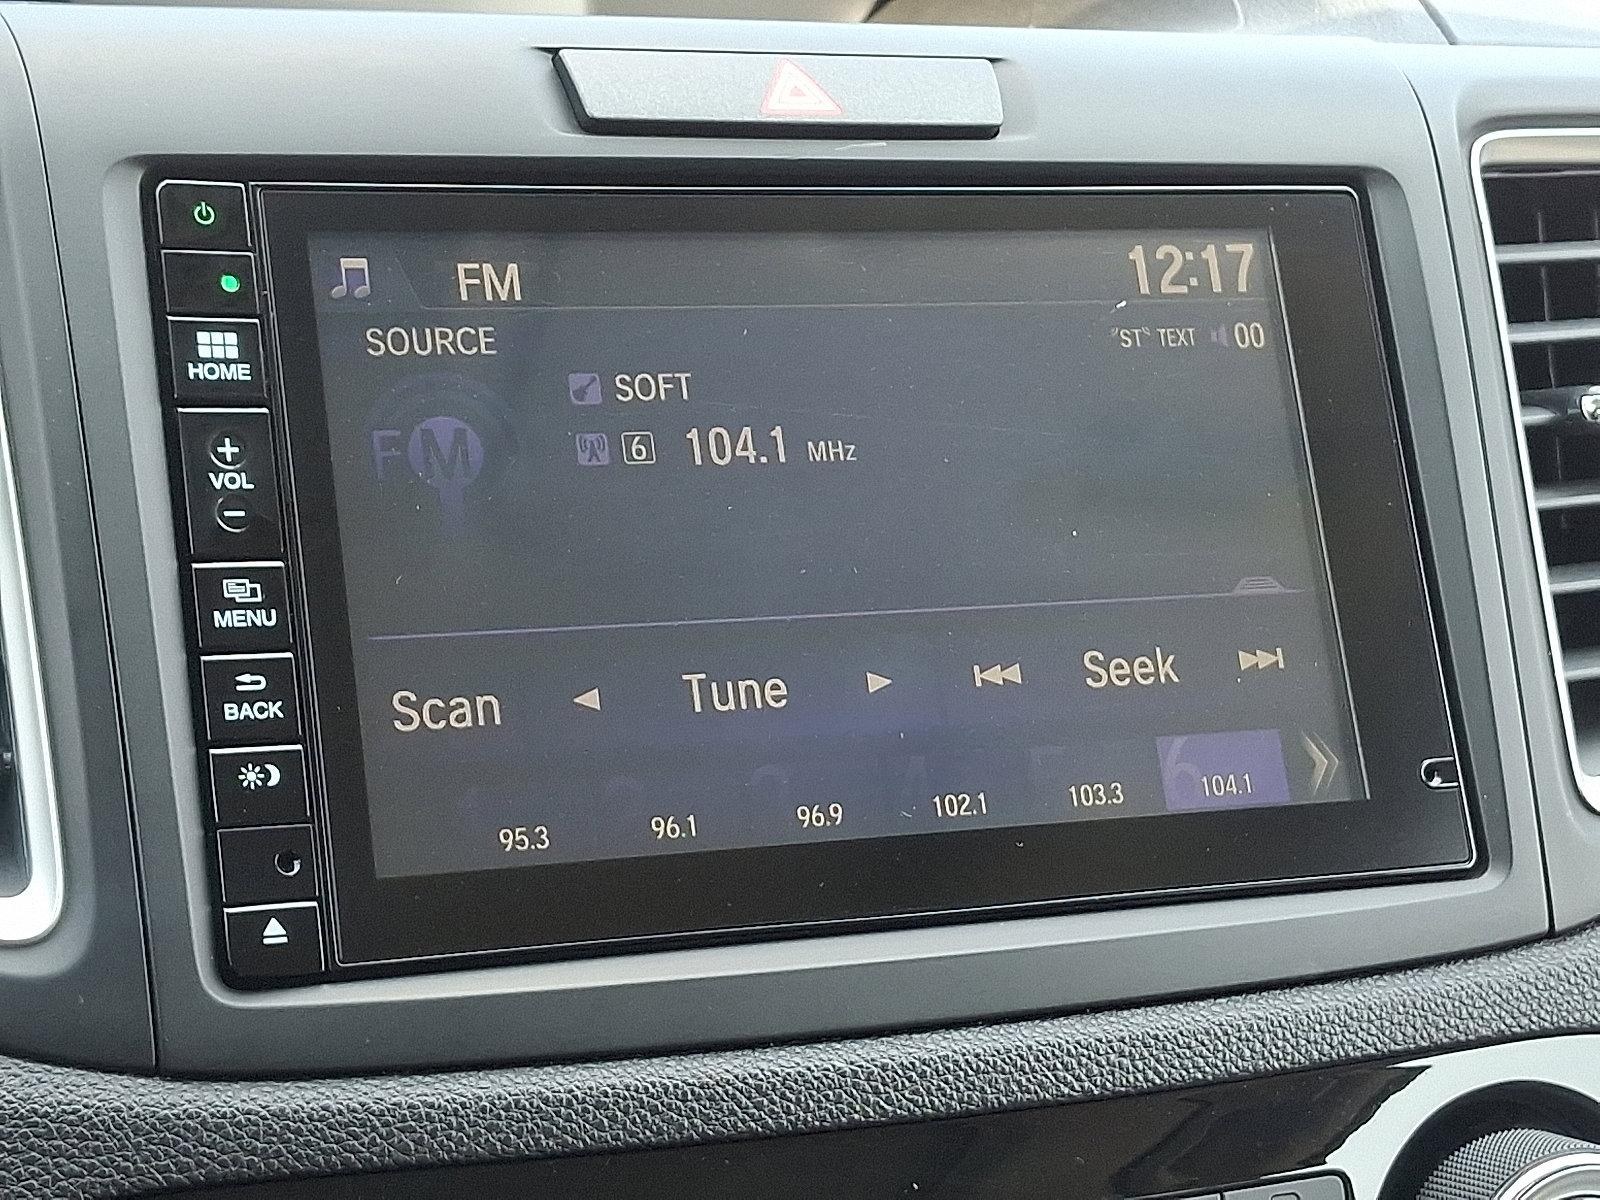 FM 12:17
SOURCE "ST" TEXT 00
SOFT
FM 6 104.1 MHz
HOME
VOL
MENU
BACK
Scan Tune Seek
6
95.3 96.1 96.9 102.1 103.3 104.1